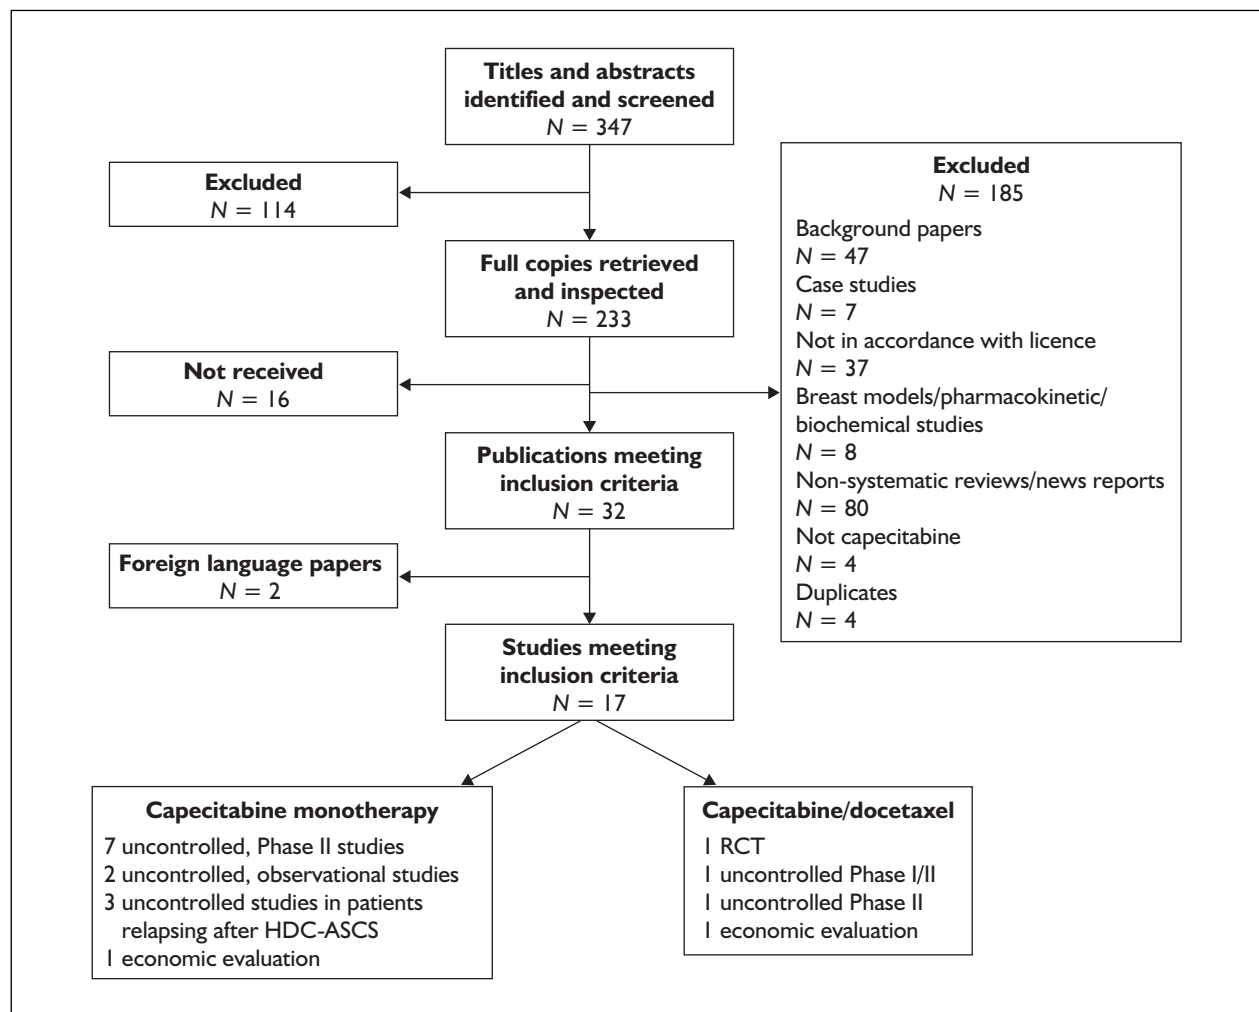 Titles and abstracts
identified and screened
N = 347
Excluded
N = 114
Full copies retrieved
and inspected
N = 233
Not received
N = 16
Excluded
N = 185
Background papers
N = 47
Case studies
N = 7
Not in accordance with licence
N = 37
Breast models/pharmacokinetic/
biochemical studies
N = 8
Non-systematic reviews/news reports
N = 80
Not capecitabine
N = 4
Duplicates
N = 4
Publications meeting
inclusion criteria
N = 32
Foreign language papers
N = 2
Studies meeting
inclusion criteria
N = 17
Capecitabine monotherapy
7 uncontrolled, Phase II studies
2 uncontrolled, observational studies
3 uncontrolled studies in patients
relapsing after HDC-ASCS
1 economic evaluation
Capecitabine/docetaxel
1 RCT
1 uncontrolled Phase I/II
1 uncontrolled Phase II
1 economic evaluation